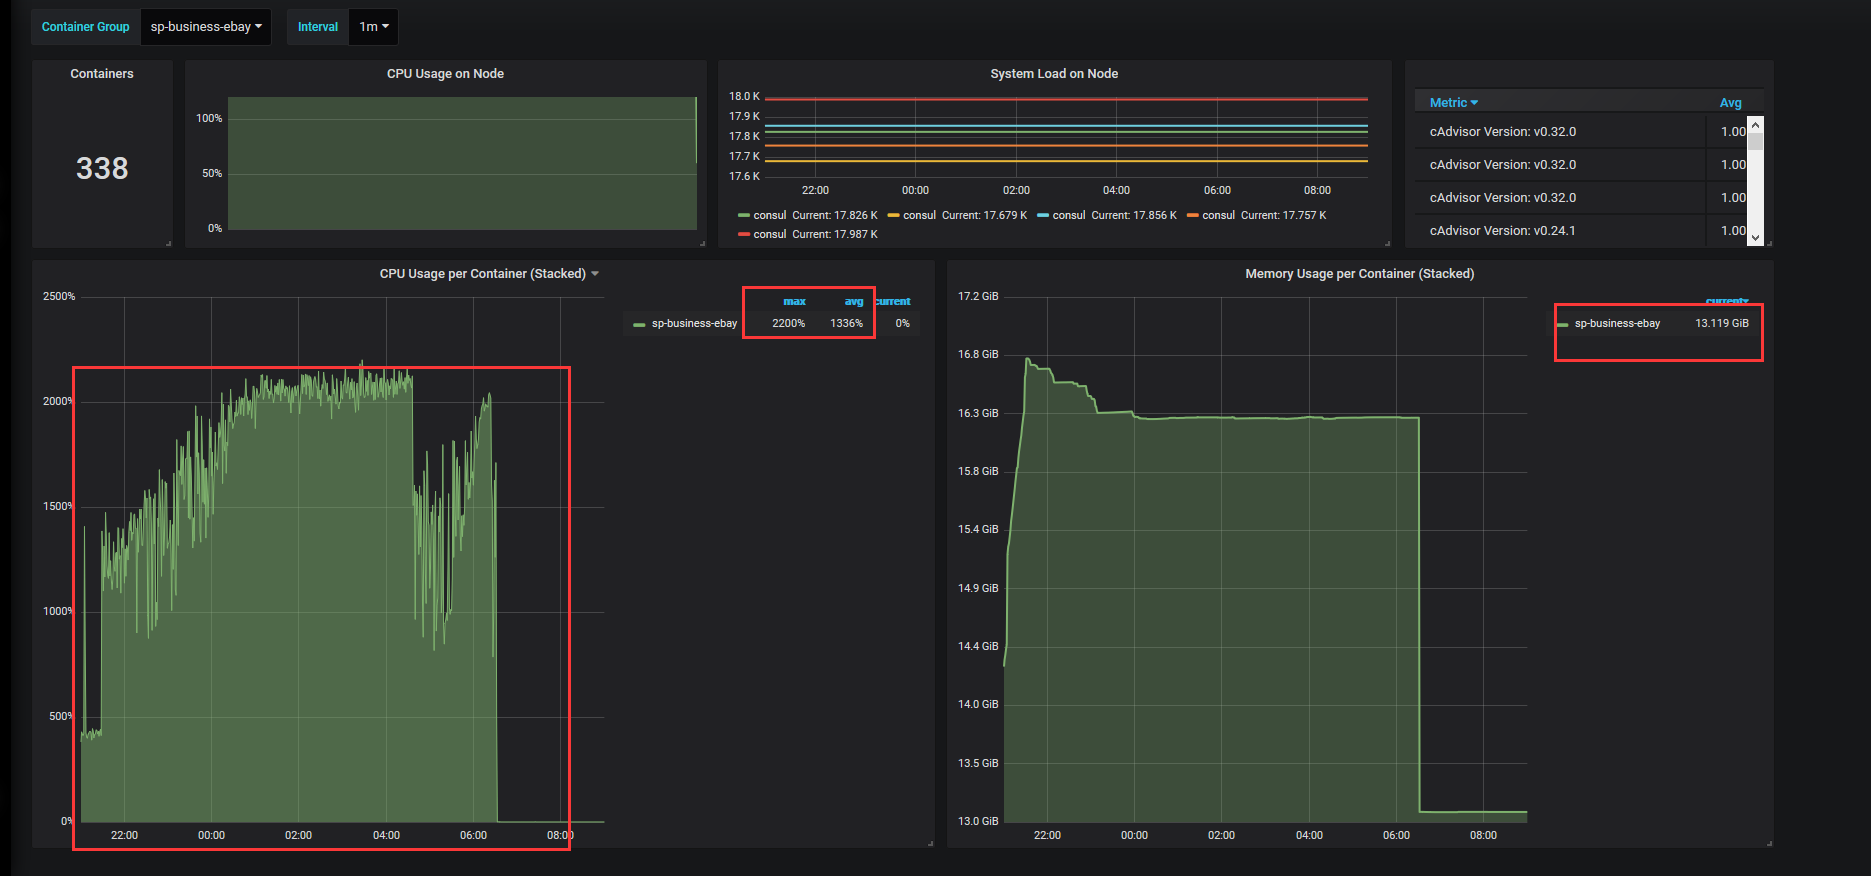 Container Group sp-business-ebay Interval 1m
Containers
338
CPU Usage on Node
100%
50%
0%
System Load on Node
18.0 K
17.9 K
17.8 K
17.7 K
17.6 K
22:00 00:00 02:00 04:00 06:00 08:00
consul Current: 17.826 K consul Current: 17.679 K consul Current: 17.856 K consul Current: 17.757 K
consul Current: 17.987 K
Metric Avg
cAdvisor Version: v0.32.0 1.00
cAdvisor Version: v0.32.0 1.00
cAdvisor Version: v0.32.0 1.00
cAdvisor Version: v0.24.1 1.00
CPU Usage per Container (Stacked)
2500%
2000%
1500%
1000%
500%
0%
22:00 00:00 02:00 04:00 06:00 08:00
max avg current
sp-business-ebay 2200% 1336% 0%
Memory Usage per Container (Stacked)
17.2 GiB
16.8 GiB
16.3 GiB
15.8 GiB
15.4 GiB
14.9 GiB
14.4 GiB
14.0 GiB
13.5 GiB
13.0 GiB
22:00 00:00 02:00 04:00 06:00 08:00
current
sp-business-ebay 13.119 GiB